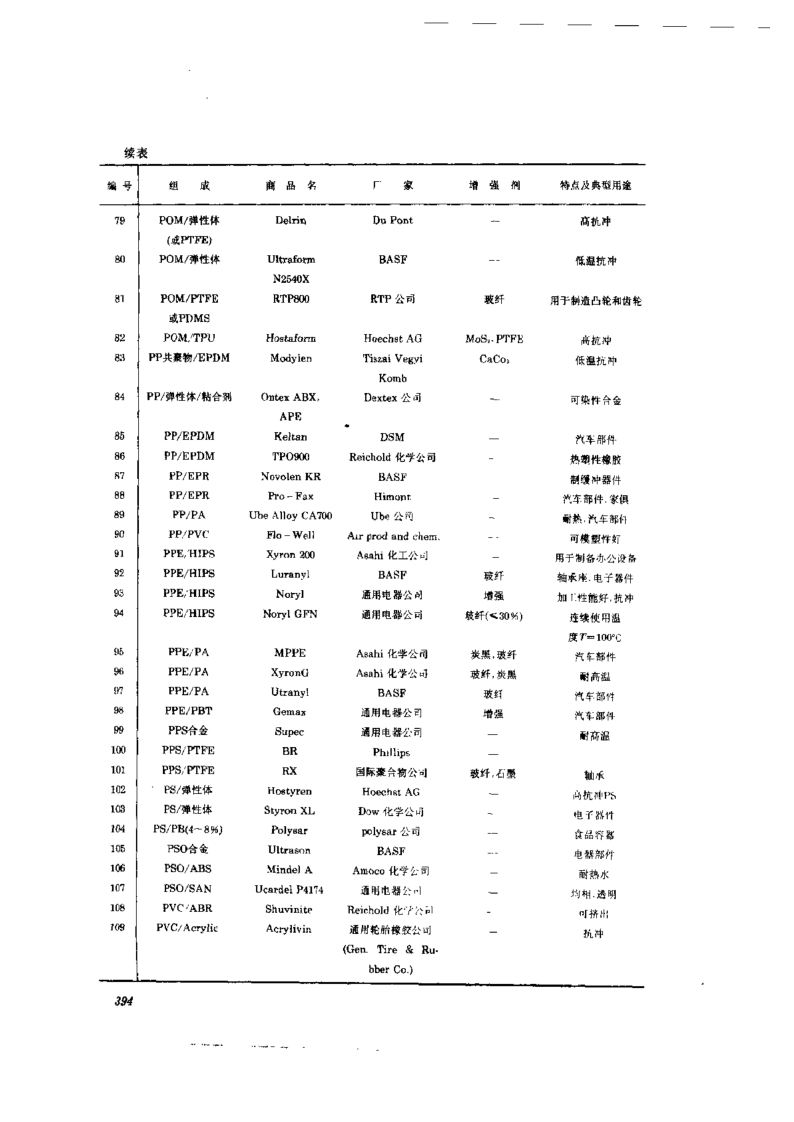 续表
编号 组成 商品名 厂家 增强剂 特点及典型用途
79 POM/弹性体 Delrin Du Pont — 高抗冲
(或PTFE)
80 POM/弹性体 Ultraform BASF — 低温抗冲
N2540X
81 POM/PTFE RTP800 RTP 公司 玻纤 用于制造凸轮和齿轮
或PDMS
82 POM/TPU Hostaform Hoechst AG MoS₂. PTFE 高抗冲
83 PP共聚物/EPDM Modyien Tiszai Vegyi CaCo₃ 低温抗冲
Komb
84 PP/弹性体/粘合剂 Ontex ABX, Dextex 公司 — 可染性合金
APE
85 PP/EPDM Keltan DSM — 汽车部件
86 PP/EPDM TPO900 Reichold 化学公司 - 热塑性橡胶
87 PP/EPR Novolen KR BASF 制缓冲器件
88 PP/EPR Pro-Fax Himont — 汽车部件.家俱
89 PP/PA Ube Alloy CA700 Ube 公司 ~ 耐热.汽车部件
90 PP/PVC Flo-Well Air prod and chem. -- 可模塑性好
91 PPE/HIPS Xyron 200 Asahi 化工公司 — 用于制备办公设备
92 PPE/HIPS Luranyl BASF 玻纤 轴承座.电子器件
93 PPE/HIPS Noryl 通用电器公司 增强 加工性能好.抗冲
94 PPE/HIPS Noryl GFN 通用电器公司 玻纤(≤30%) 连续使用温
度T=100°C
95 PPE/PA MPPE Asahi 化学公司 炭黑,玻纤 汽车部件
96 PPE/PA XyronG Asahi 化学公司 玻纤,炭黑 耐高温
97 PPE/PA Utranyl BASF 玻纤 汽车部件
98 PPE/PBT Gemax 通用电器公司 增强 汽车部件
99 PPS合金 Supec 通用电器公司 — 耐高温
100 PPS/PTFE BR Phillips —
101 PPS/PTFE RX 国际聚合物公司 玻纤,石墨 轴承
102 PS/弹性体 Hostyren Hoechst AG — 高抗冲PS
103 PS/弹性体 Styron XL Dow 化学公司 ~ 电子器件
104 PS/PB(4~8%) Polysar polysar 公司 — 食品容器
105 PSO合金 Ultrason BASF -- 电器部件
106 PSO/ABS Mindel A Amoco 化学公司 — 耐热水
107 PSO/SAN Ucardel P4174 通用电器公司 — 均相.透明
108 PVC/ABR Shuvinite Reichold 化学公司 - 可挤出
109 PVC/Acrylic Acrylivin 通用轮胎橡胶公司 — 抗冲
(Gen. Tire & Ru-
bber Co.)
394